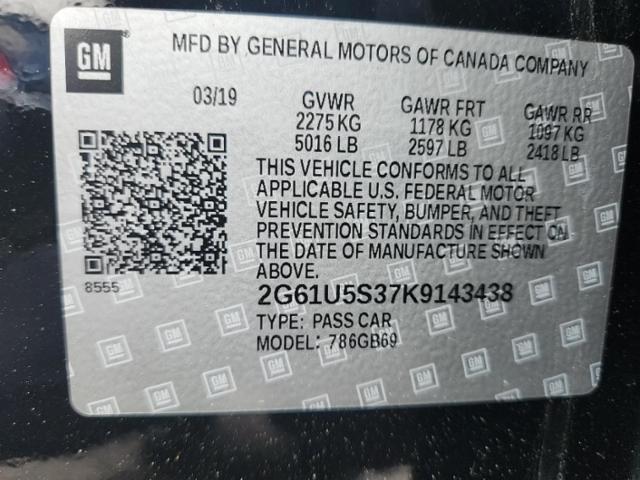 GM
MFD BY GENERAL MOTORS OF CANADA COMPANY
03/19
GVWR GAWR FRT GAWR RR
2275 KG 1178 KG 1097 KG
5016 LB 2597 LB 2418 LB
THIS VEHICLE CONFORMS TO ALL
APPLICABLE U.S. FEDERAL MOTOR
VEHICLE SAFETY, BUMPER, AND THEFT
PREVENTION STANDARDS IN EFFECT ON
THE DATE OF MANUFACTURE SHOWN
ABOVE.
8555
2G61U5S37K9143438
TYPE: PASS CAR
MODEL: 786GB69